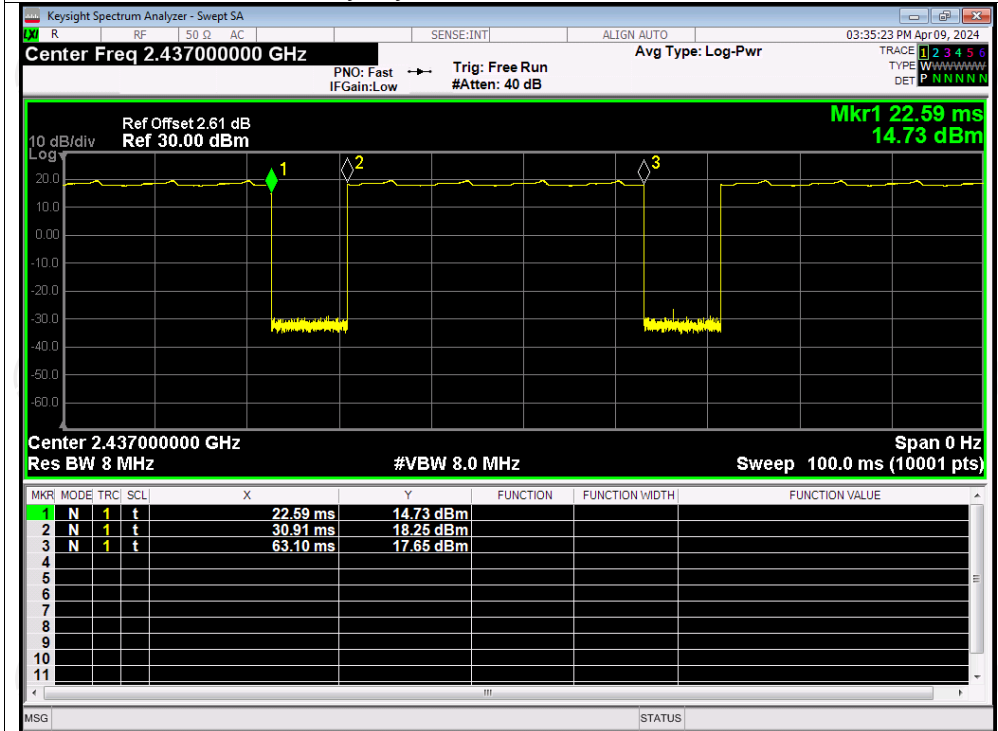 Keysight Spectrum Analyzer - Swept SA
LXI R RF 50 Ω AC SENSE:INT ALIGN AUTO 03:35:23 PM Apr 09, 2024
Center Freq 2.437000000 GHz Avg Type: Log-Pwr TRACE 1 2 3 4 5 6
PNO: Fast Trig: Free Run TYPE WWWWWWW
IFGain:Low #Atten: 40 dB DET P N N N N N
Mkr1 22.59 ms
14.73 dBm
Ref Offset 2.61 dB
10 dB/div Ref 30.00 dBm
Log
1 2 3
20.0
10.0
0.00
-10.0
-20.0
-30.0
-40.0
-50.0
-60.0
Center 2.437000000 GHz Span 0 Hz
Res BW 8 MHz #VBW 8.0 MHz Sweep 100.0 ms (10001 pts)
MKR MODE TRC SCL X Y FUNCTION FUNCTION WIDTH FUNCTION VALUE
1 N 1 t 22.59 ms 14.73 dBm
2 N 1 t 30.91 ms 18.25 dBm
3 N 1 t 63.10 ms 17.65 dBm
4
5
6
7
8
9
10
11
MSG STATUS